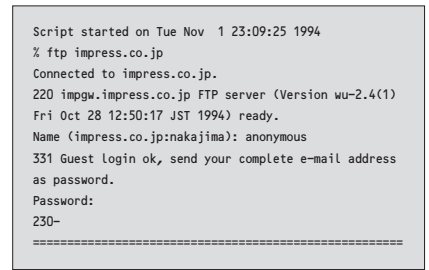 Script started on Tue Nov  1 23:09:25 1994
% ftp impress.co.jp
Connected to impress.co.jp.
220 impgw.impress.co.jp FTP server (Version wu-2.4(1)
Fri Oct 28 12:50:17 JST 1994) ready.
Name (impress.co.jp:nakajima): anonymous
331 Guest login ok, send your complete e-mail address
as password.
Password:
230-
======================================================